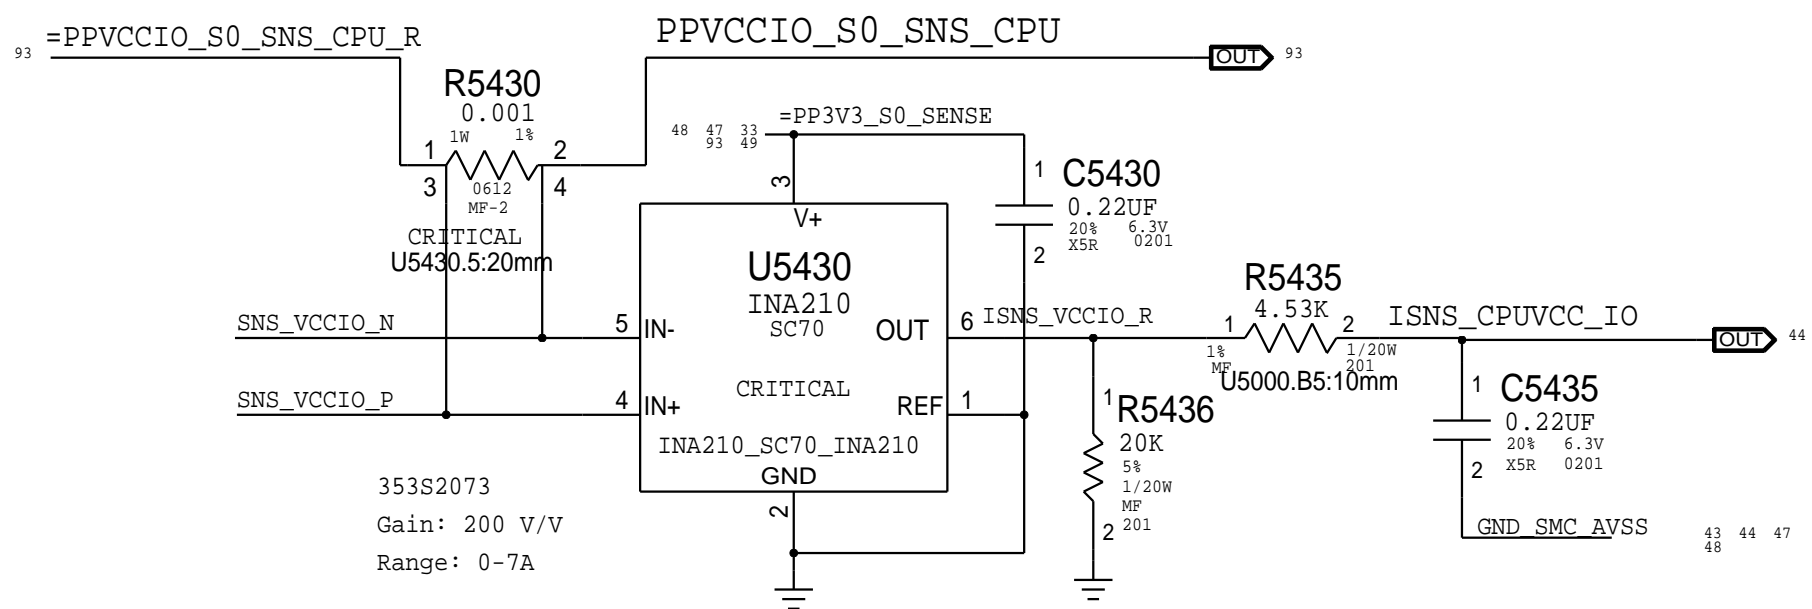 =PPVCCIO_S0_SNS_CPU_R
93
PPVCCIO_S0_SNS_CPU
OUT 93
R5430
0.001
1W 1%
1 2
3 4
0612
MF-2
CRITICAL
U5430.5:20mm
=PP3V3_S0_SENSE
48 47 33
93 49
3
V+
1
C5430
0.22UF
20% 6.3V
X5R 0201
2
U5430
INA210
SC70
SNS_VCCIO_N
5 IN-
OUT 6
ISNS_VCCIO_R
CRITICAL
SNS_VCCIO_P
4 IN+
REF 1
INA210_SC70_INA210
GND
2
R5435
4.53K
1 2
1% 1/20W
MF 201
U5000.B5:10mm
ISNS_CPUVCC_IO
OUT 44
1
R5436
20K
5%
1/20W
MF
201
2
1
C5435
0.22UF
20% 6.3V
X5R 0201
2
GND_SMC_AVSS
43 44 47
48
353S2073
Gain: 200 V/V
Range: 0-7A